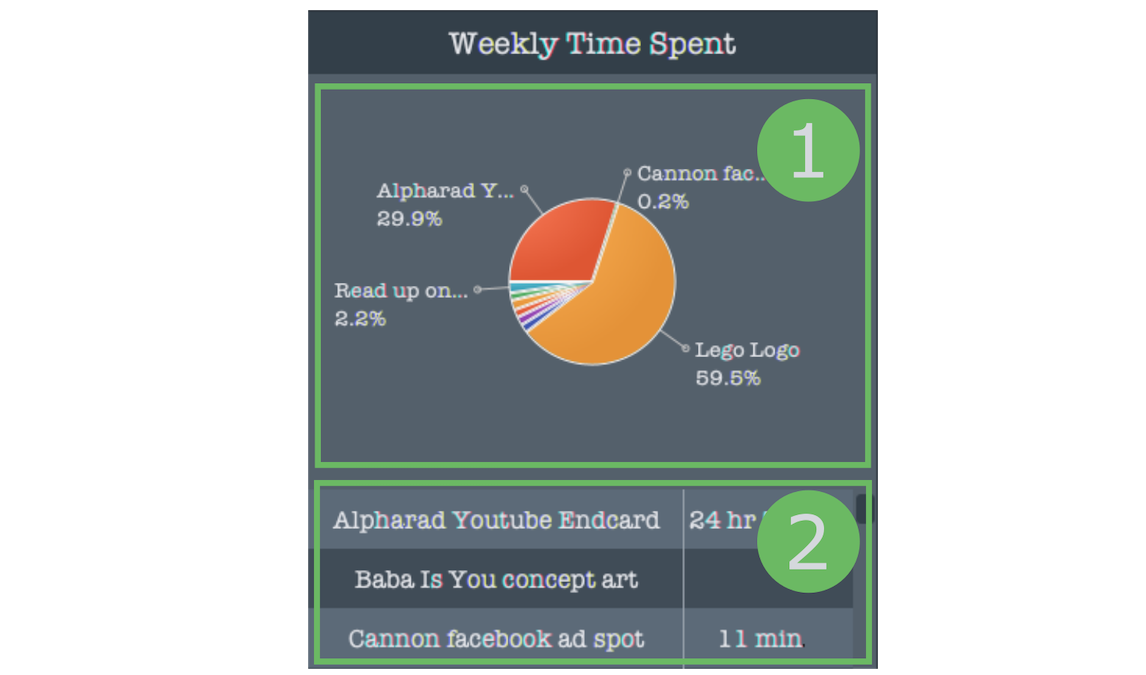 Weekly Time Spent
1
Cannon fac..
0.2%
Alpharad Y...
29.9%
Read up on...
2.2%
Lego Logo
59.5%
Alpharad Youtube Endcard 24 hr
2
Baba Is You concept art
Cannon facebook ad spot 11 min